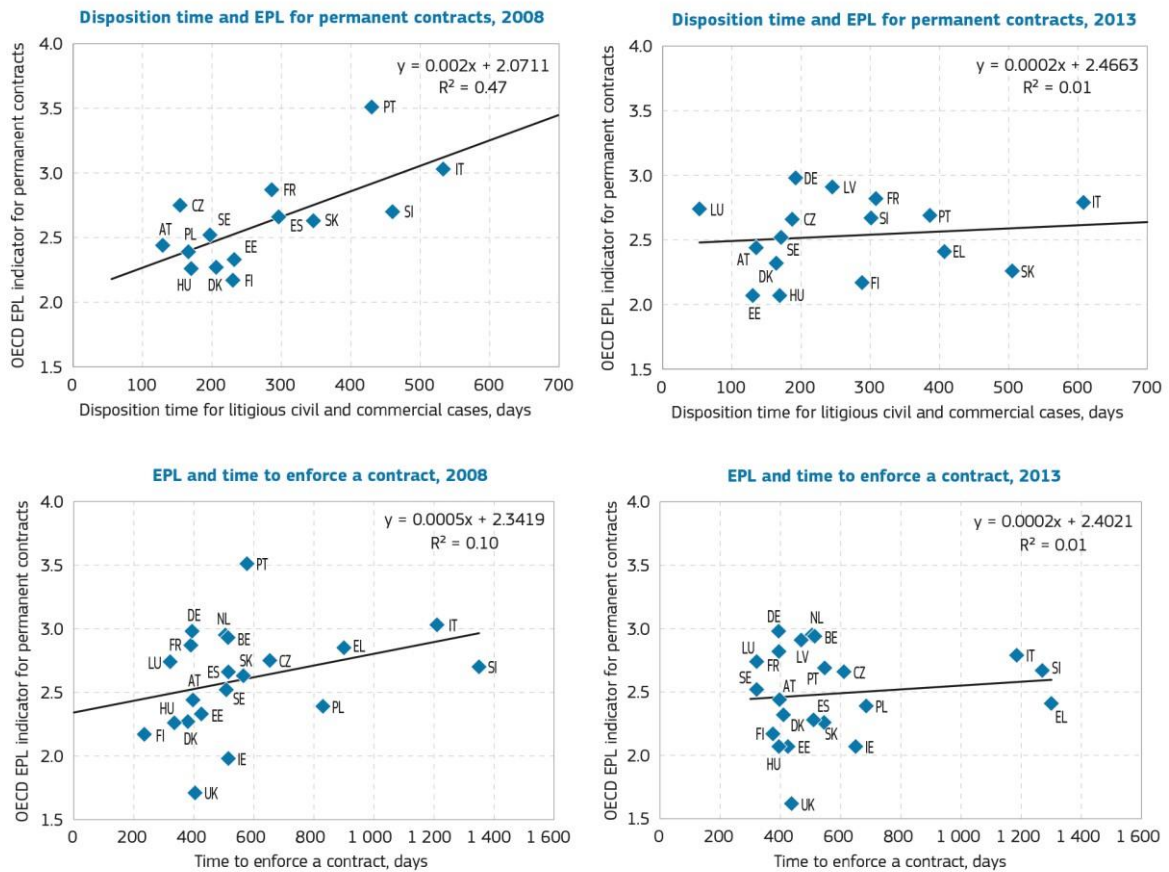 Disposition time and EPL for permanent contracts, 2008
OECD EPL indicator for permanent contracts
4.0
3.5
3.0
2.5
2.0
1.5
y = 0.002x + 2.0711
R² = 0.47
PT
IT
FR
CZ
SI
SK
ES
SE
AT
PL
EE
HU
DK
FI
0 100 200 300 400 500 600 700
Disposition time for litigious civil and commercial cases, days
Disposition time and EPL for permanent contracts, 2013
OECD EPL indicator for permanent contracts
4.0
3.5
3.0
2.5
2.0
1.5
y = 0.0002x + 2.4663
R² = 0.01
DE
LV
FR
IT
LU
CZ
SI
PT
SE
AT
EL
DK
SK
FI
HU
EE
0 100 200 300 400 500 600 700
Disposition time for litigious civil and commercial cases, days
EPL and time to enforce a contract, 2008
OECD EPL indicator for permanent contracts
4.0
3.5
3.0
2.5
2.0
1.5
y = 0.0005x + 2.3419
R² = 0.10
PT
DE
NL
IT
BE
FR
EL
LU
SK
CZ
ES
SI
AT
SE
PL
HU
EE
FI
DK
IE
UK
0 200 400 600 800 1 000 1 200 1 400 1 600
Time to enforce a contract, days
EPL and time to enforce a contract, 2013
OECD EPL indicator for permanent contracts
4.0
3.5
3.0
2.5
2.0
1.5
y = 0.0002x + 2.4021
R² = 0.01
DE
NL
BE
LU
LV
FR
IT
SE
PT
CZ
SI
AT
ES
PL
EL
DK
FI
SK
EE
IE
HU
UK
0 200 400 600 800 1 000 1 200 1 400 1 600
Time to enforce a contract, days